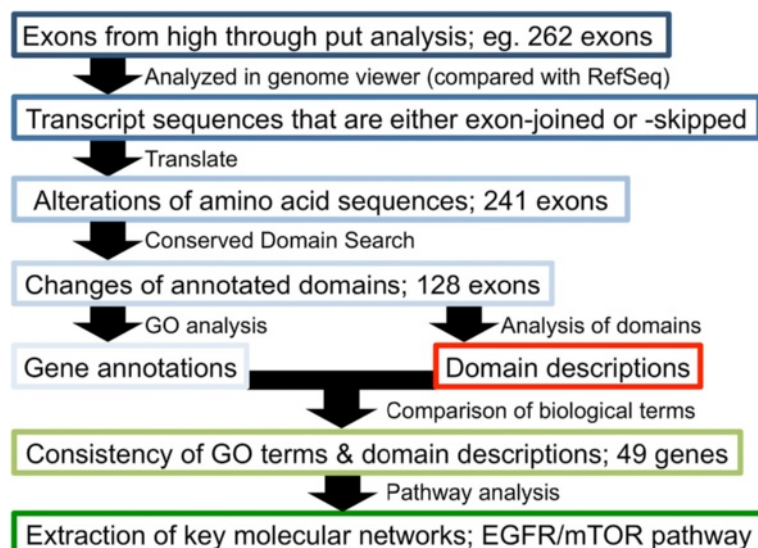 Exons from high through put analysis; eg. 262 exons
Analyzed in genome viewer (compared with RefSeq)
Transcript sequences that are either exon-joined or -skipped
Translate
Alterations of amino acid sequences; 241 exons
Conserved Domain Search
Changes of annotated domains; 128 exons
GO analysis
Analysis of domains
Gene annotations
Domain descriptions
Comparison of biological terms
Consistency of GO terms & domain descriptions; 49 genes
Pathway analysis
Extraction of key molecular networks; EGFR/mTOR pathway